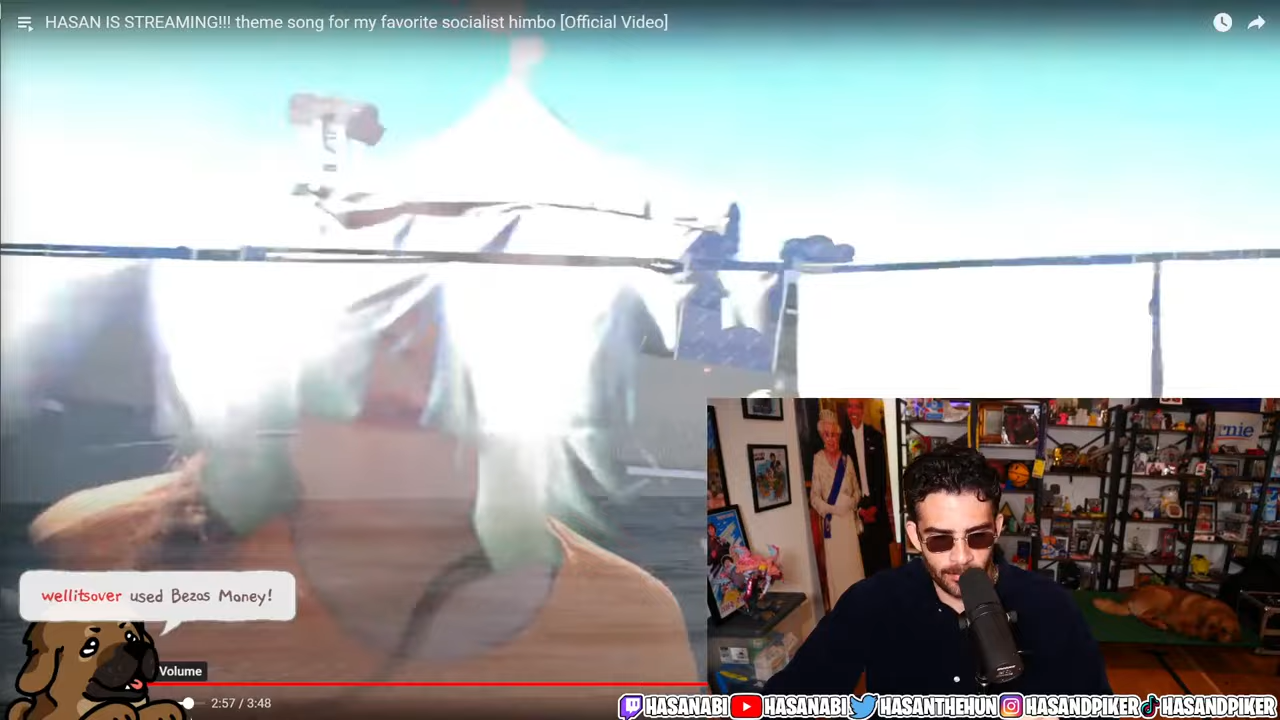 HASAN IS STREAMING!!! theme song for my favorite socialist himbo [Official Video]
rnie
wellitsover used Bezos Money!
Volume
2:57 / 3:48
HASANABI HASANABI HASANTHEHUN HASANDPIKER HASANDPIKER